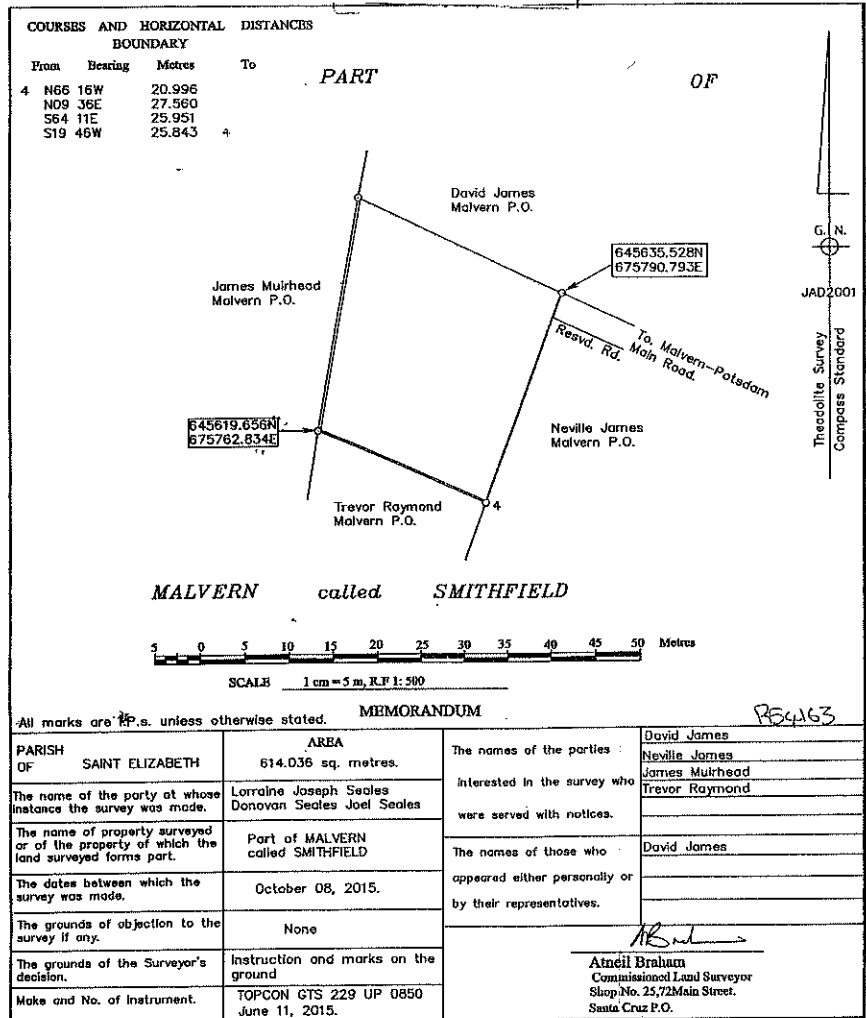 COURSES AND HORIZONTAL DISTANCES
BOUNDARY
From Bearing Metres To
4 N66 16W 20.996
N09 36E 27.560
S64 11E 25.951
S19 46W 25.843 4
PART OF
David James
Malvern P.O.
G. N.
645635.528N
675790.793E
JAD2001
James Muirhead
Malvern P.O.
Resvd. Rd.
To. Malvern-Potsdam
Main Road.
Theodolite Survey
Compass Standard
645619.656N
675762.834E
Neville James
Malvern P.O.
4
Trevor Raymond
Malvern P.O.
MALVERN called SMITHFIELD
5 0 5 10 15 20 25 30 35 40 45 50 Metres
SCALE 1 cm = 5 m, R.F 1: 500
All marks are I.P.s. unless otherwise stated.
MEMORANDUM
PARISH
OF SAINT ELIZABETH
AREA
614.036 sq. metres.
The name of the party at whose
instance the survey was made.
Lorraine Joseph Seales
Donovan Seales Joel Seales
The name of property surveyed
or of the property of which the
land surveyed forms part.
Part of MALVERN
called SMITHFIELD
The dates between which the
survey was made.
October 08, 2015.
The grounds of objection to the
survey if any.
None
The grounds of the Surveyor's
decision.
Instruction and marks on the
ground
Make and No. of Instrument.
TOPCON GTS 229 UP 0850
June 11, 2015.
The names of the parties
interested in the survey who
were served with notices.
David James
Neville James
James Muirhead
Trevor Raymond
The names of those who
appeared either personally or
by their representatives.
David James
Atneil Braham
Commissioned Land Surveyor
Shop No. 25,72Main Street.
Santa Cruz P.O.